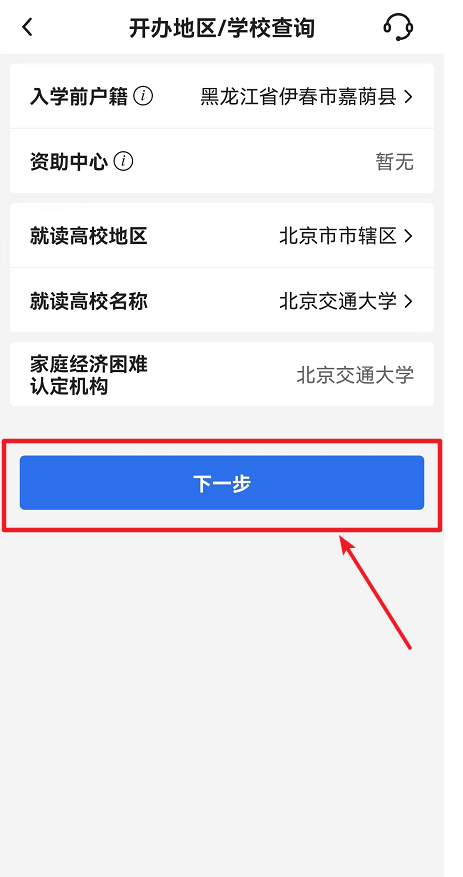 开办地区/学校查询
入学前户籍 黑龙江省伊春市嘉荫县
资助中心 暂无
就读高校地区 北京市市辖区
就读高校名称 北京交通大学
家庭经济困难
认定机构 北京交通大学
下一步